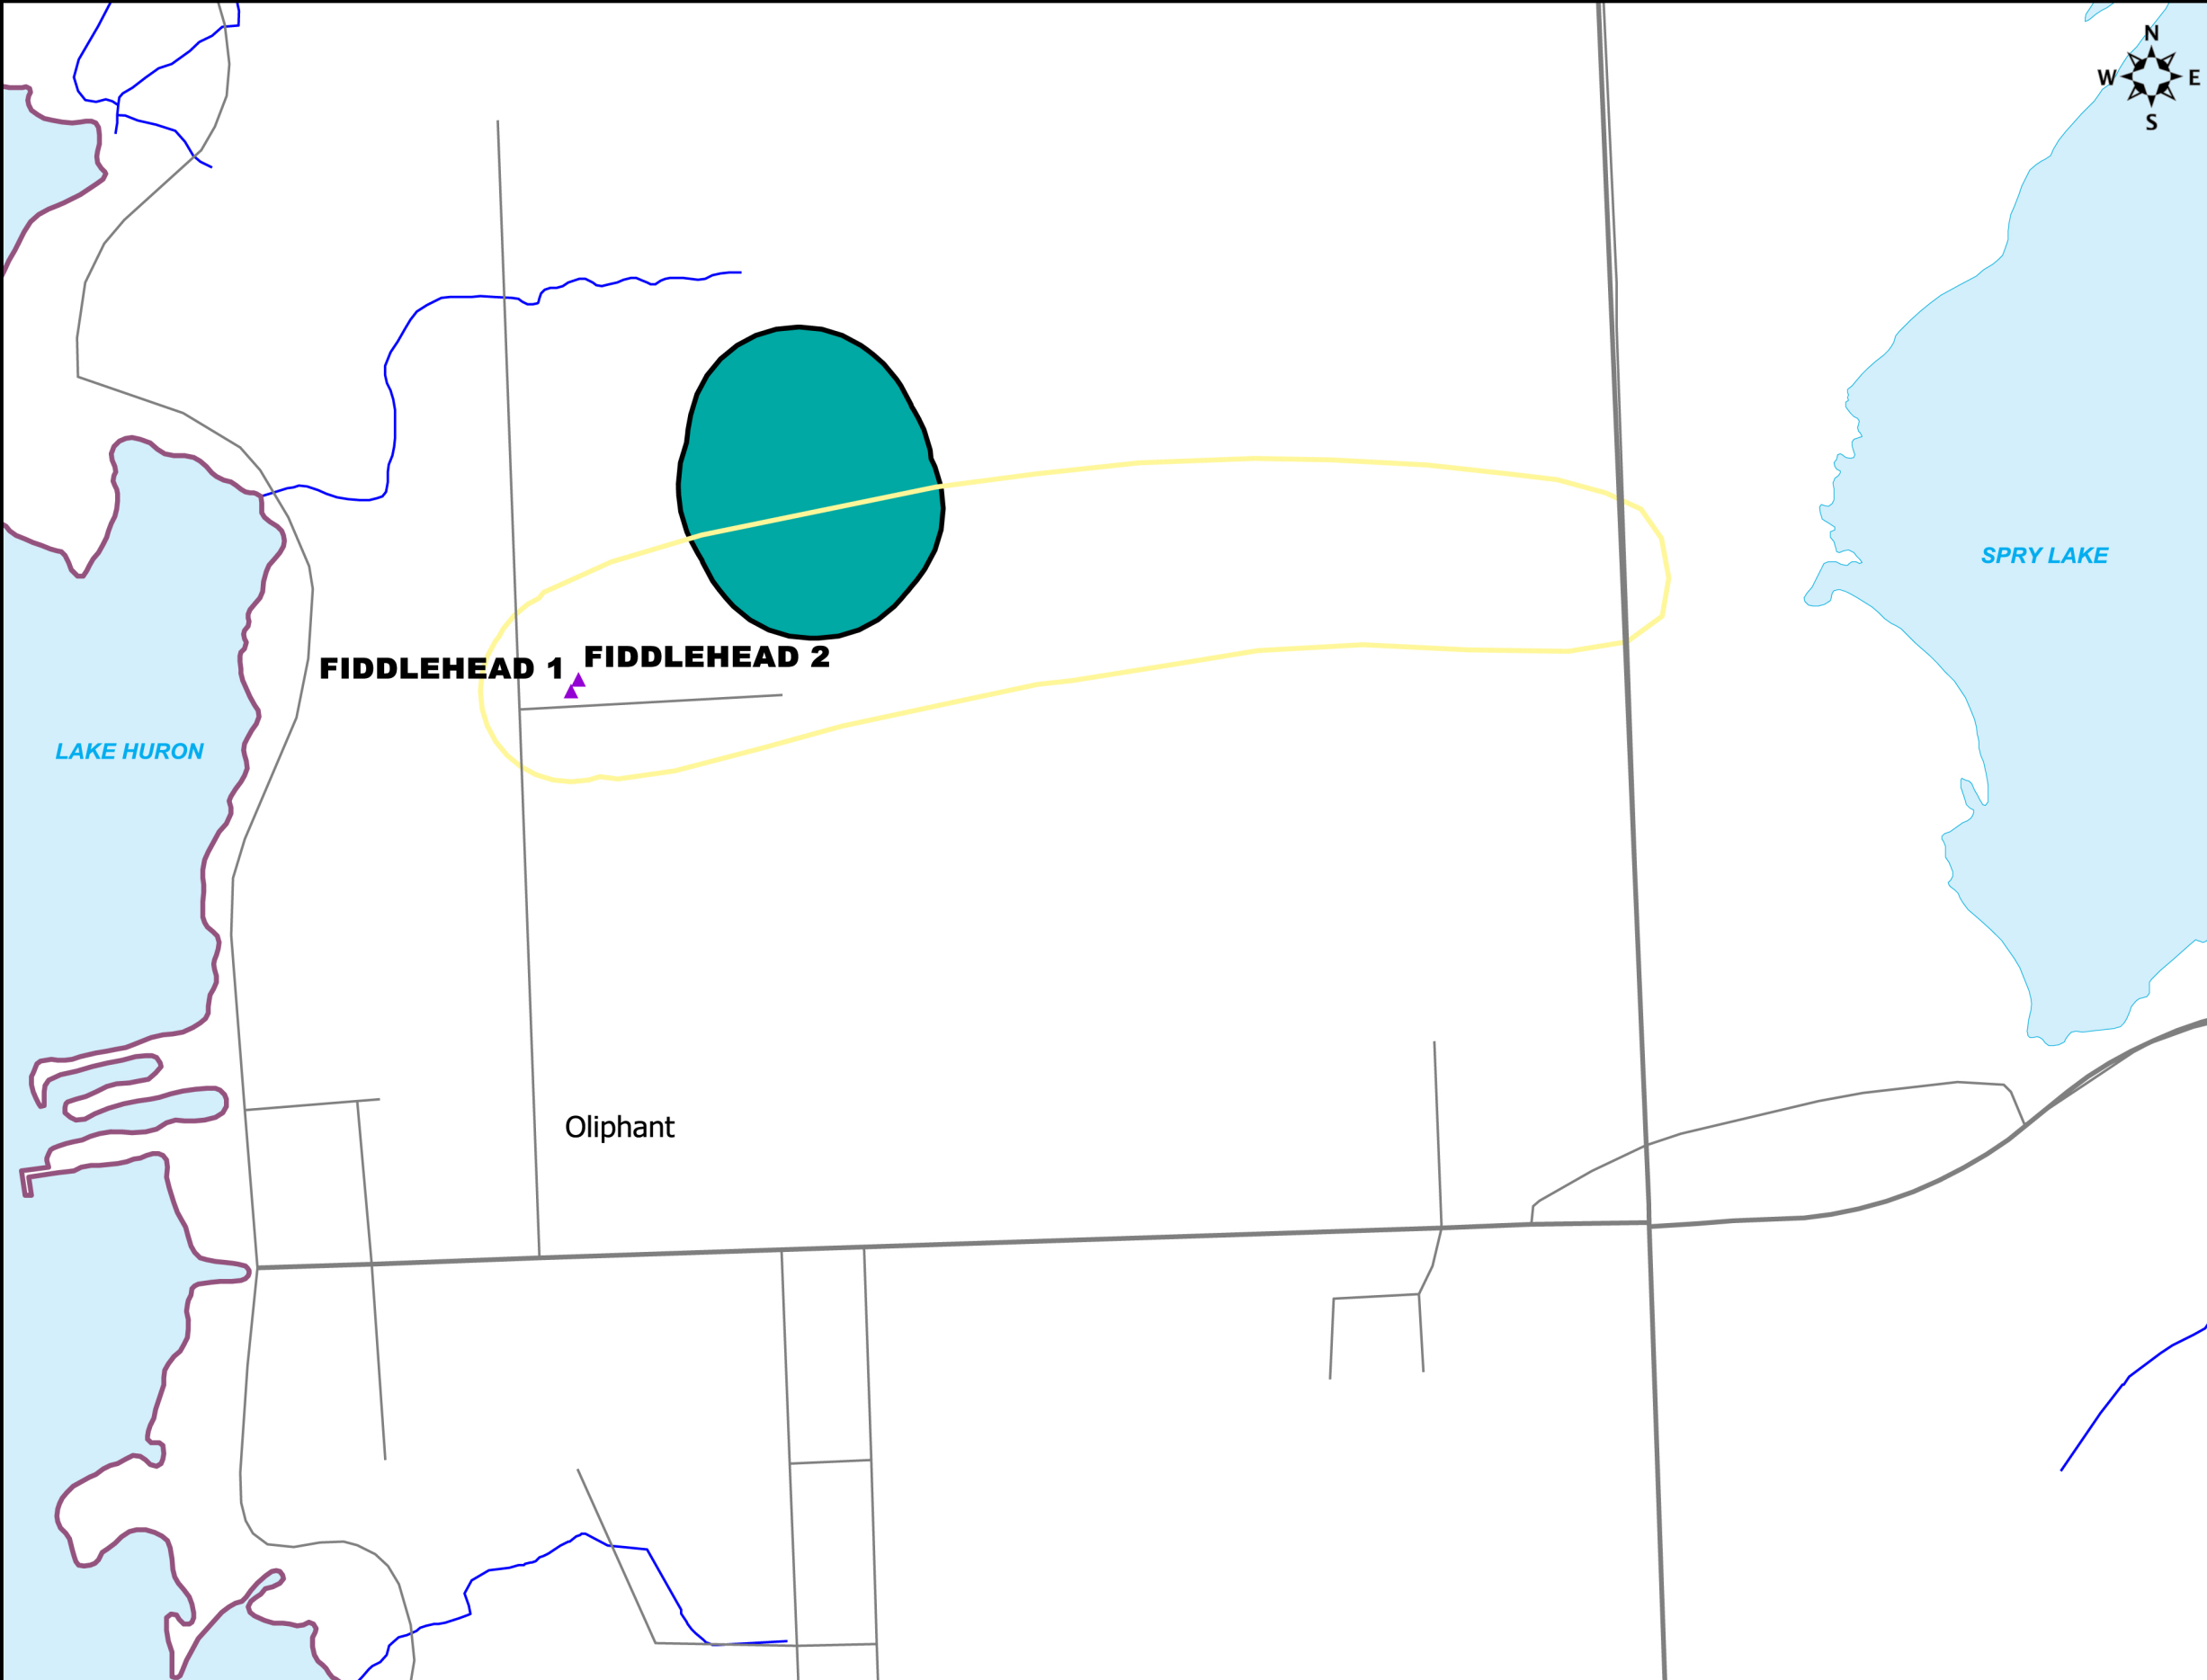 N
W E
S
SPRY LAKE
FIDDLEHEAD 1
FIDDLEHEAD 2
LAKE HURON
Oliphant